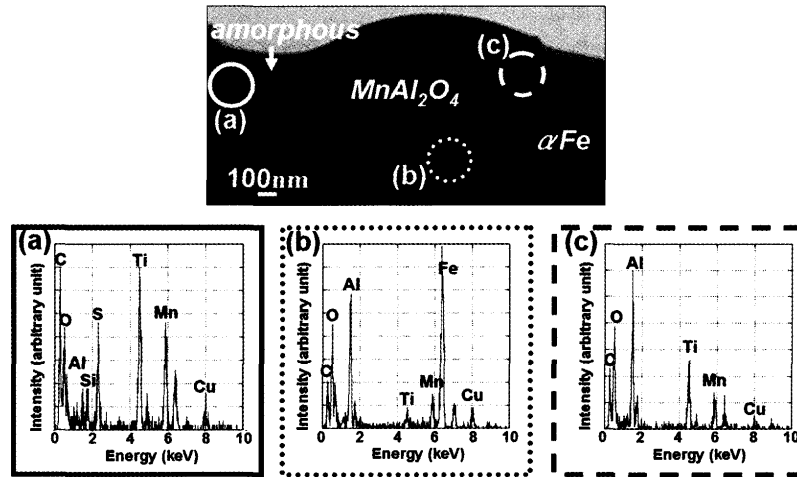 amorphous
(c)
MnAl₂O₄
(a)
αFe
(b)
100nm
(a)
C
Ti
O
S
Mn
Al
Si
Cu
Intensity (arbitrary unit)
0 2 4 6 8 10
Energy (keV)
(b)
Fe
Al
O
C
Mn
Ti
Cu
Intensity (arbitrary unit)
0 2 4 6 8 10
Energy (keV)
(c)
Al
O
C
Ti
Mn
Cu
Intensity (arbitrary unit)
0 2 4 6 8 10
Energy (keV)